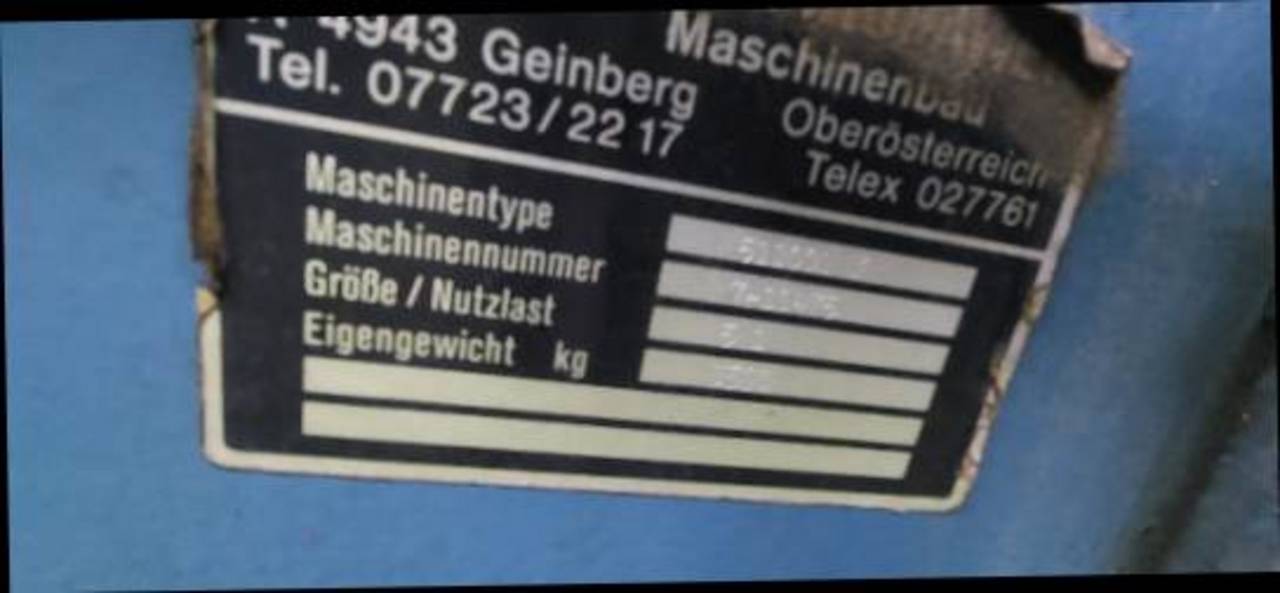 4943 Geinberg
Tel. 07723/22 17
Maschinenbau
Oberösterreich
Telex 027761
Maschinentype
Maschinennummer
Größe / Nutzlast
Eigengewicht kg